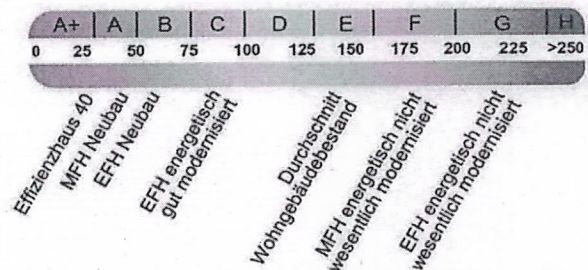 A+ | A | B | C | D | E | F | G | H
0 25 50 75 100 125 150 175 200 225 >250
Effizienzhaus 40
MFH Neubau
EFH Neubau
EFH energetisch
gut modernisiert
Durchschnitt
Wohngebäudebestand
MFH energetisch nicht
wesentlich modernisiert
EFH energetisch nicht
wesentlich modernisiert